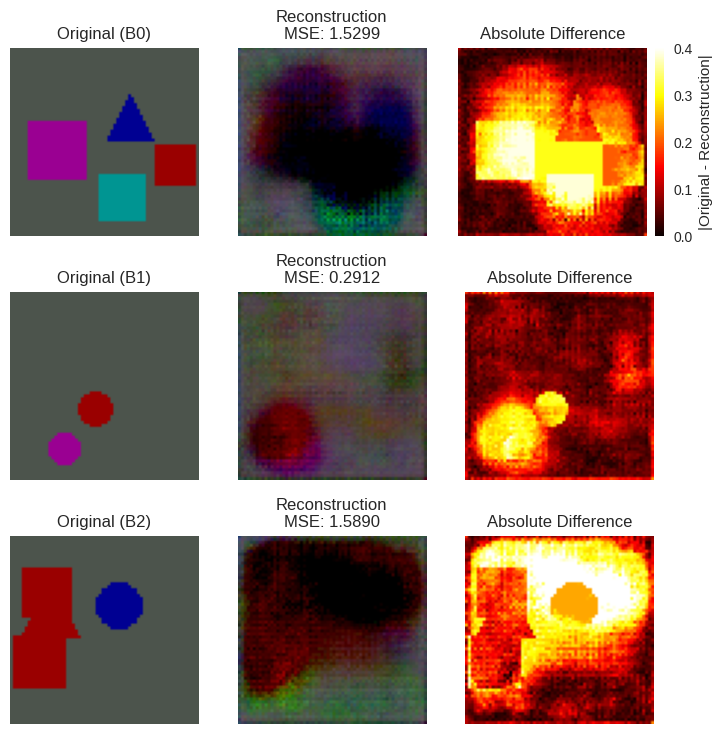 Original (B0)
Reconstruction
MSE: 1.5299
Absolute Difference
0.4
0.3
0.2
0.1
0.0
|Original - Reconstruction|
Original (B1)
Reconstruction
MSE: 0.2912
Absolute Difference
Original (B2)
Reconstruction
MSE: 1.5890
Absolute Difference